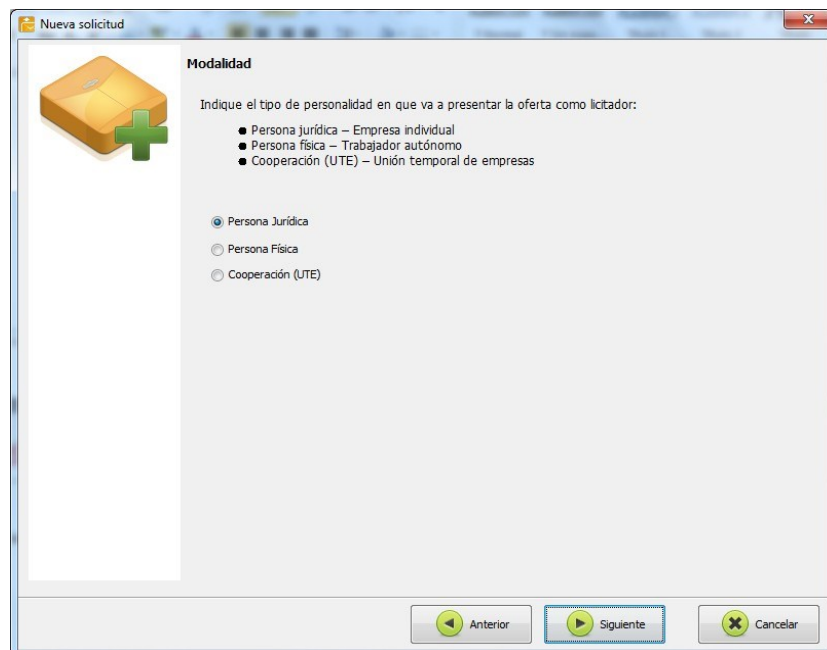 Nueva solicitud
Modalidad
Indique el tipo de personalidad en que va a presentar la oferta como licitador:
● Persona jurídica – Empresa individual
● Persona física – Trabajador autónomo
● Cooperación (UTE) – Unión temporal de empresas
Persona Jurídica
Persona Física
Cooperación (UTE)
Anterior
Siguiente
Cancelar